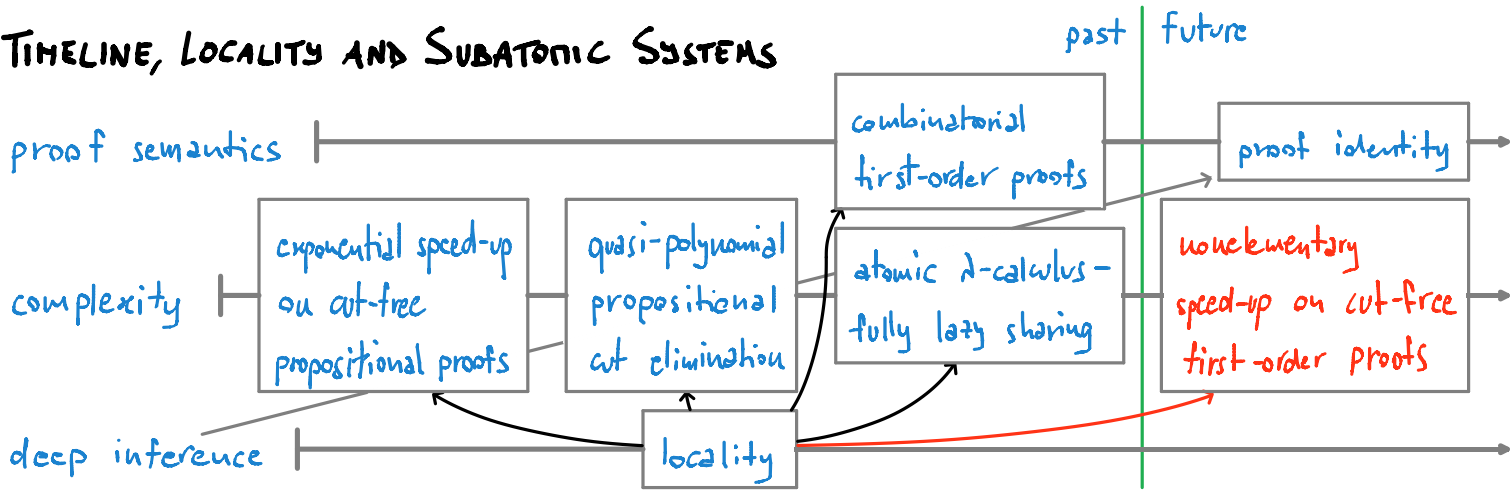 TIMELINE, LOCALITY AND SUBATOMIC SYSTEMS
past future
proof semantics
combinatorial
first-order proofs
proof identity
complexity
exponential speed-up
on cut-free
propositional proofs
quasi-polynomial
propositional
cut elimination
atomic λ-calculus –
fully lazy sharing
nonelementary
speed-up on cut-free
first-order proofs
deep inference
locality